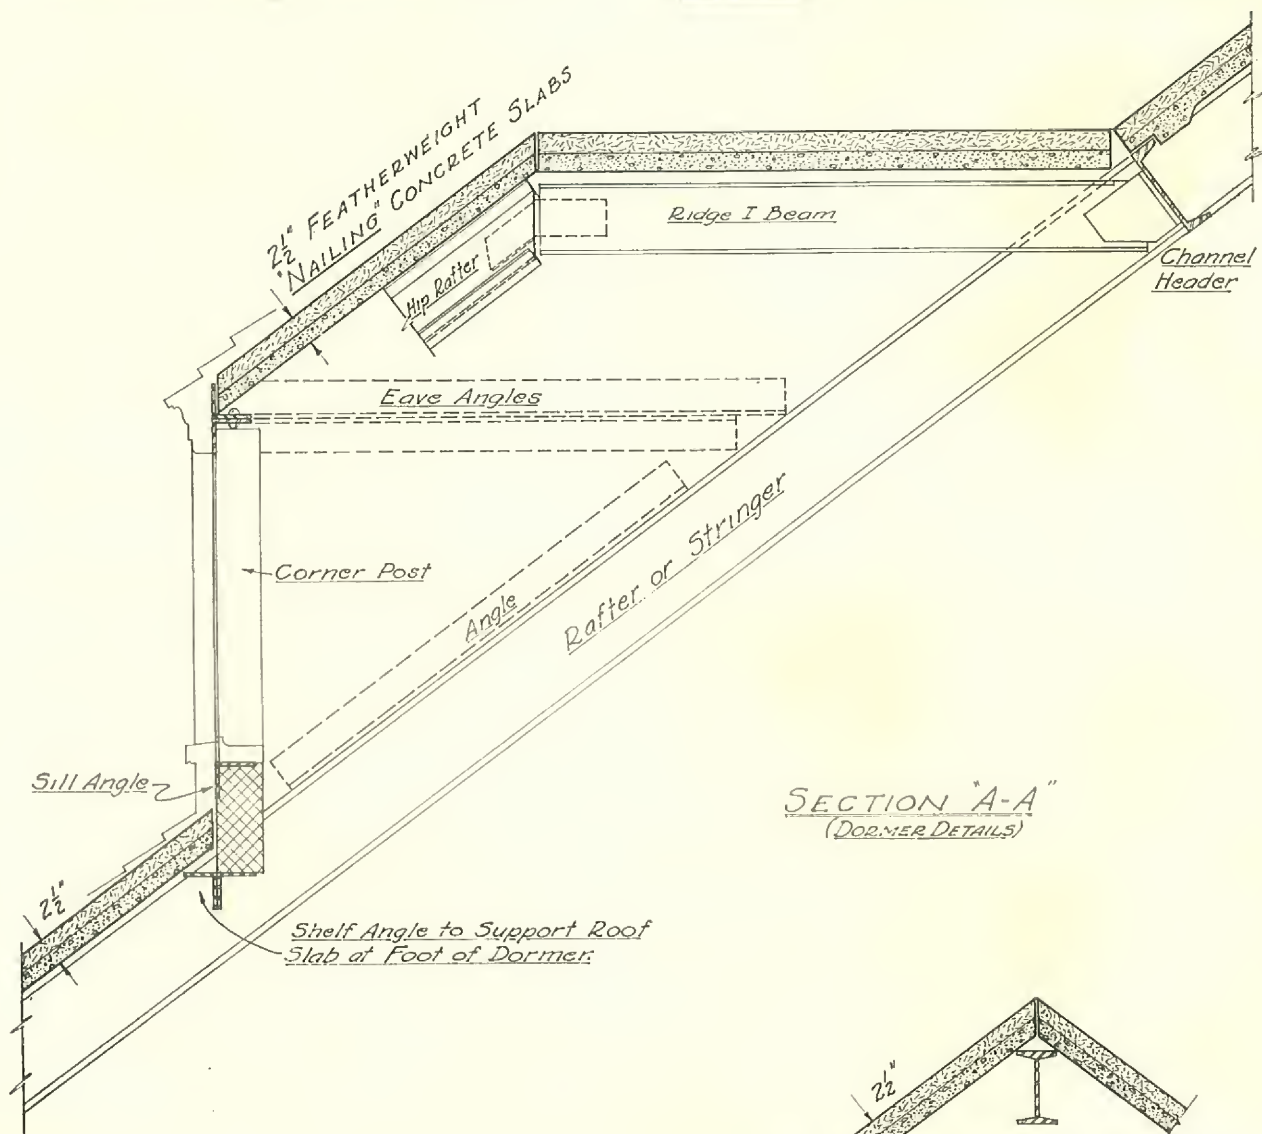 2½" FEATHERWEIGHT
"NAILING" CONCRETE SLABS
Ridge I Beam
Channel
Header
Hip Rafter
Eave Angles
Corner Post
Angle
Rafter or Stringer
Sill Angle
SECTION "A-A"
(DORMER DETAILS)
2½"
Shelf Angle to Support Roof
Slab at Foot of Dormer.
2½"